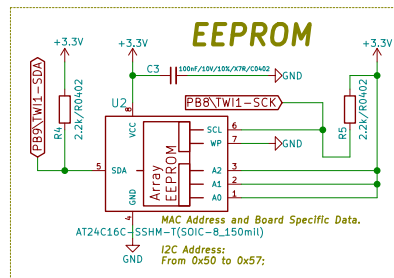 EEPROM
+3.3V
+3.3V
+3.3V
C3
100nF/10V/10%/X7R/C0402
GND
PB9\TWI1-SDA
R4
2.2k/R0402
U2
PB8\TWI1-SCK
R5
2.2k/R0402
8
VCC
Array
EEPROM
SCL
6
WP
7
GND
5
SDA
A2
3
A1
2
A0
1
GND
4
MAC Address and Board Specific Data.
AT24C16C-SSHM-T(SOIC-8_150mil)
GND
I2C Address:
From 0x50 to 0x57;